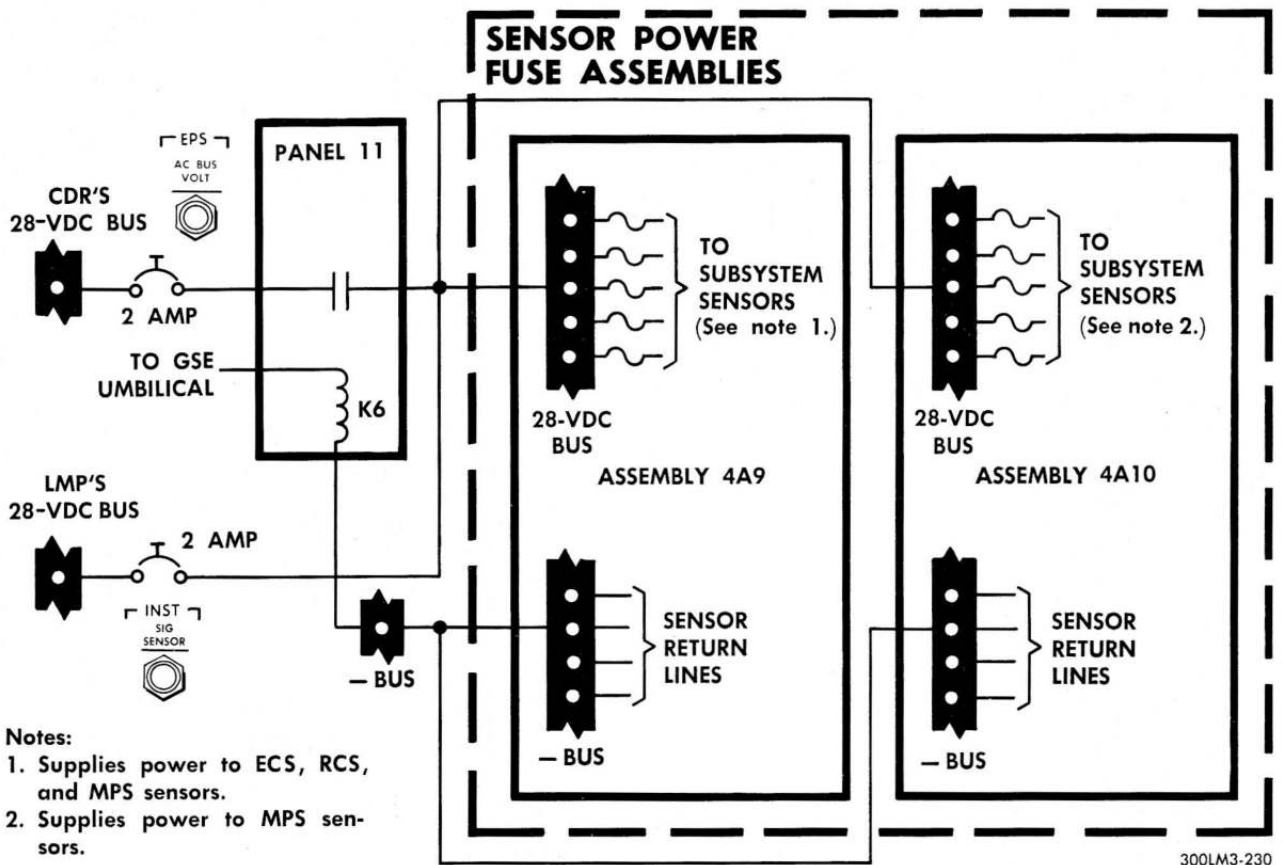 SENSOR POWER
FUSE ASSEMBLIES
EPS
AC BUS
VOLT
PANEL 11
CDR'S
28-VDC BUS
2 AMP
TO GSE
UMBILICAL
K6
LMP'S
28-VDC BUS
2 AMP
INST
SIG
SENSOR
— BUS
TO
SUBSYSTEM
SENSORS
(See note 1.)
28-VDC
BUS
ASSEMBLY 4A9
SENSOR
RETURN
LINES
— BUS
TO
SUBSYSTEM
SENSORS
(See note 2.)
28-VDC
BUS
ASSEMBLY 4A10
SENSOR
RETURN
LINES
— BUS
Notes:
1. Supplies power to ECS, RCS,
and MPS sensors.
2. Supplies power to MPS sen-
sors.
300LM3-230